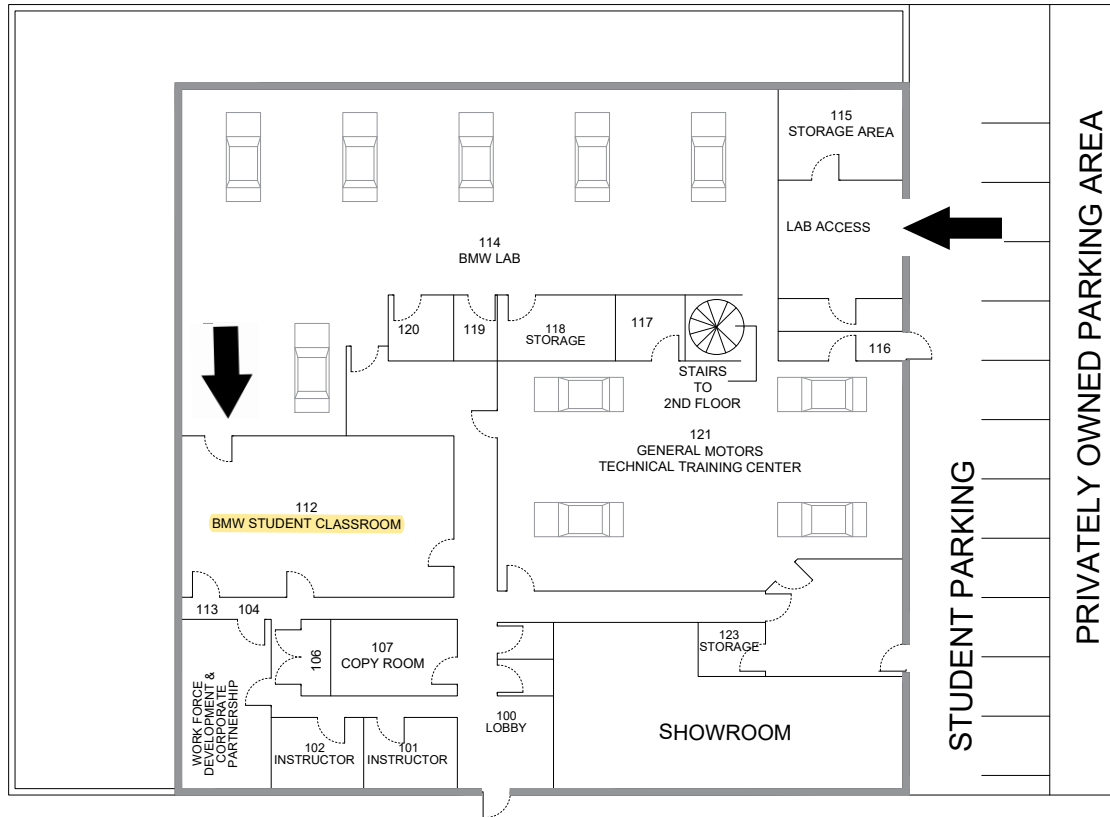 115
STORAGE AREA
LAB ACCESS
114
BMW LAB
120
119
118
STORAGE
117
116
STAIRS
TO
2ND FLOOR
121
GENERAL MOTORS
TECHNICAL TRAINING CENTER
112
BMW STUDENT CLASSROOM
113
104
106
107
COPY ROOM
123
STORAGE
WORK FORCE
DEVELOPMENT &
CORPORATE
PARTNERSHIP
102
INSTRUCTOR
101
INSTRUCTOR
100
LOBBY
SHOWROOM
STUDENT PARKING
PRIVATELY OWNED PARKING AREA